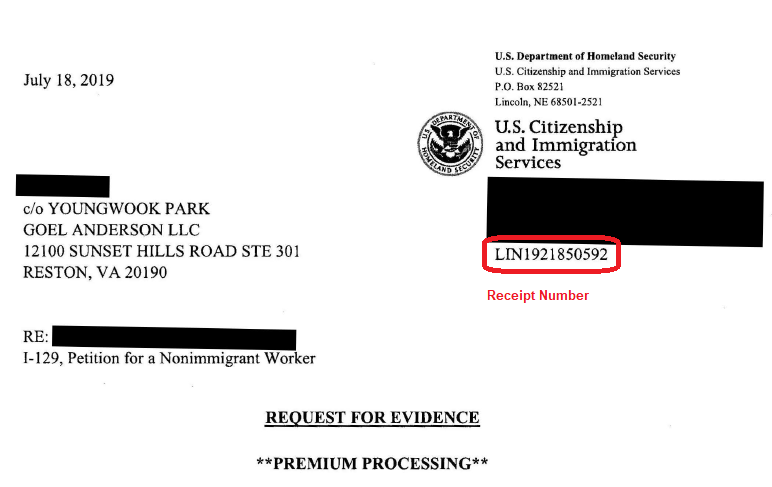 July 18, 2019
U.S. Department of Homeland Security
U.S. Citizenship and Immigration Services
P.O. Box 82521
Lincoln, NE 68501-2521
U.S. DEPARTMENT OF
HOMELAND SECURITY
U.S. Citizenship
and Immigration
Services
c/o YOUNGWOOK PARK
GOEL ANDERSON LLC
12100 SUNSET HILLS ROAD STE 301
RESTON, VA 20190
LIN1921850592
Receipt Number
RE:
I-129, Petition for a Nonimmigrant Worker
REQUEST FOR EVIDENCE
**PREMIUM PROCESSING**